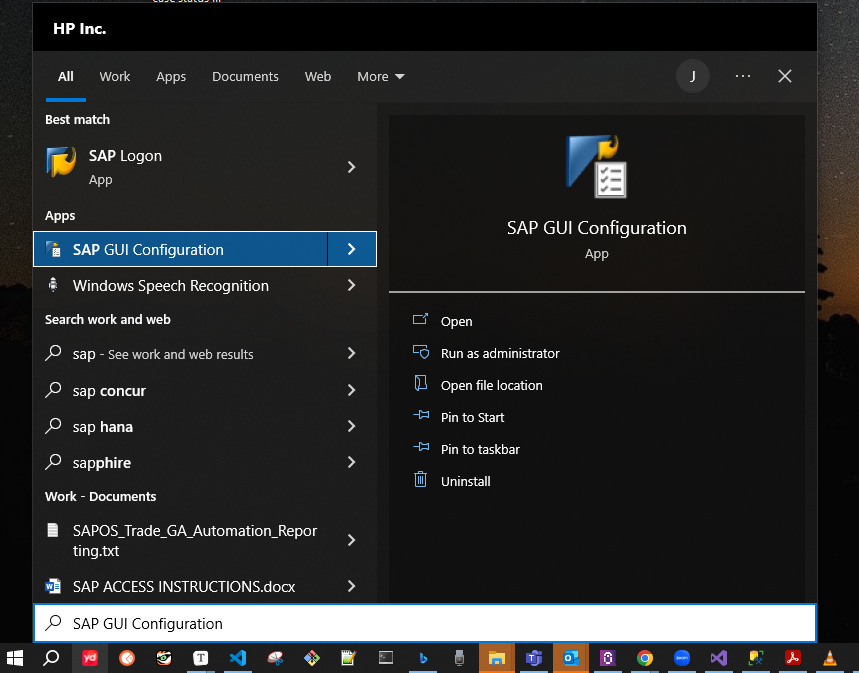 HP Inc.
All Work Apps Documents Web More J ...
Best match
SAP Logon
App
Apps
SAP GUI Configuration
Windows Speech Recognition
Search work and web
sap - See work and web results
sap concur
sap hana
sapphire
Work - Documents
SAPOS_Trade_GA_Automation_Repor
ting.txt
SAP ACCESS INSTRUCTIONS.docx
SAP GUI Configuration
SAP GUI Configuration
App
Open
Run as administrator
Open file location
Pin to Start
Pin to taskbar
Uninstall
yd
T